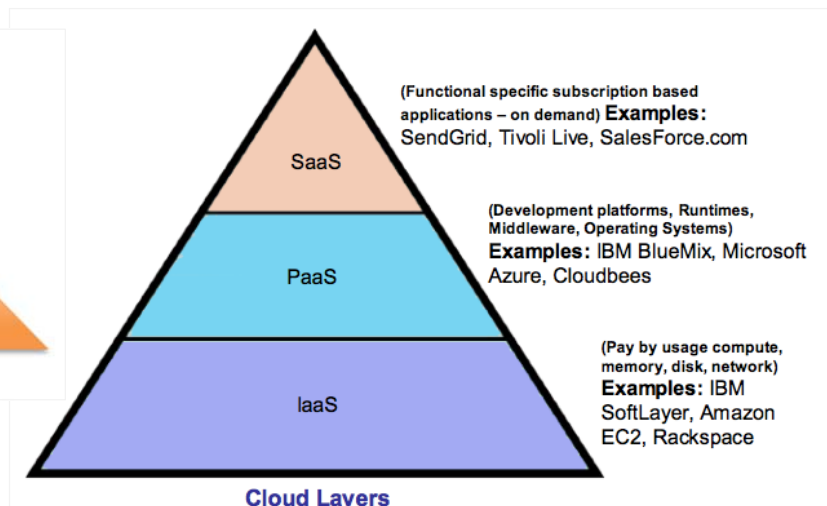 (Functional specific subscription based
applications – on demand) Examples:
SendGrid, Tivoli Live, SalesForce.com
SaaS
(Development platforms, Runtimes,
Middleware, Operating Systems)
Examples: IBM BlueMix, Microsoft
Azure, Cloudbees
PaaS
(Pay by usage compute,
memory, disk, network)
Examples: IBM
SoftLayer, Amazon
EC2, Rackspace
IaaS
Cloud Layers